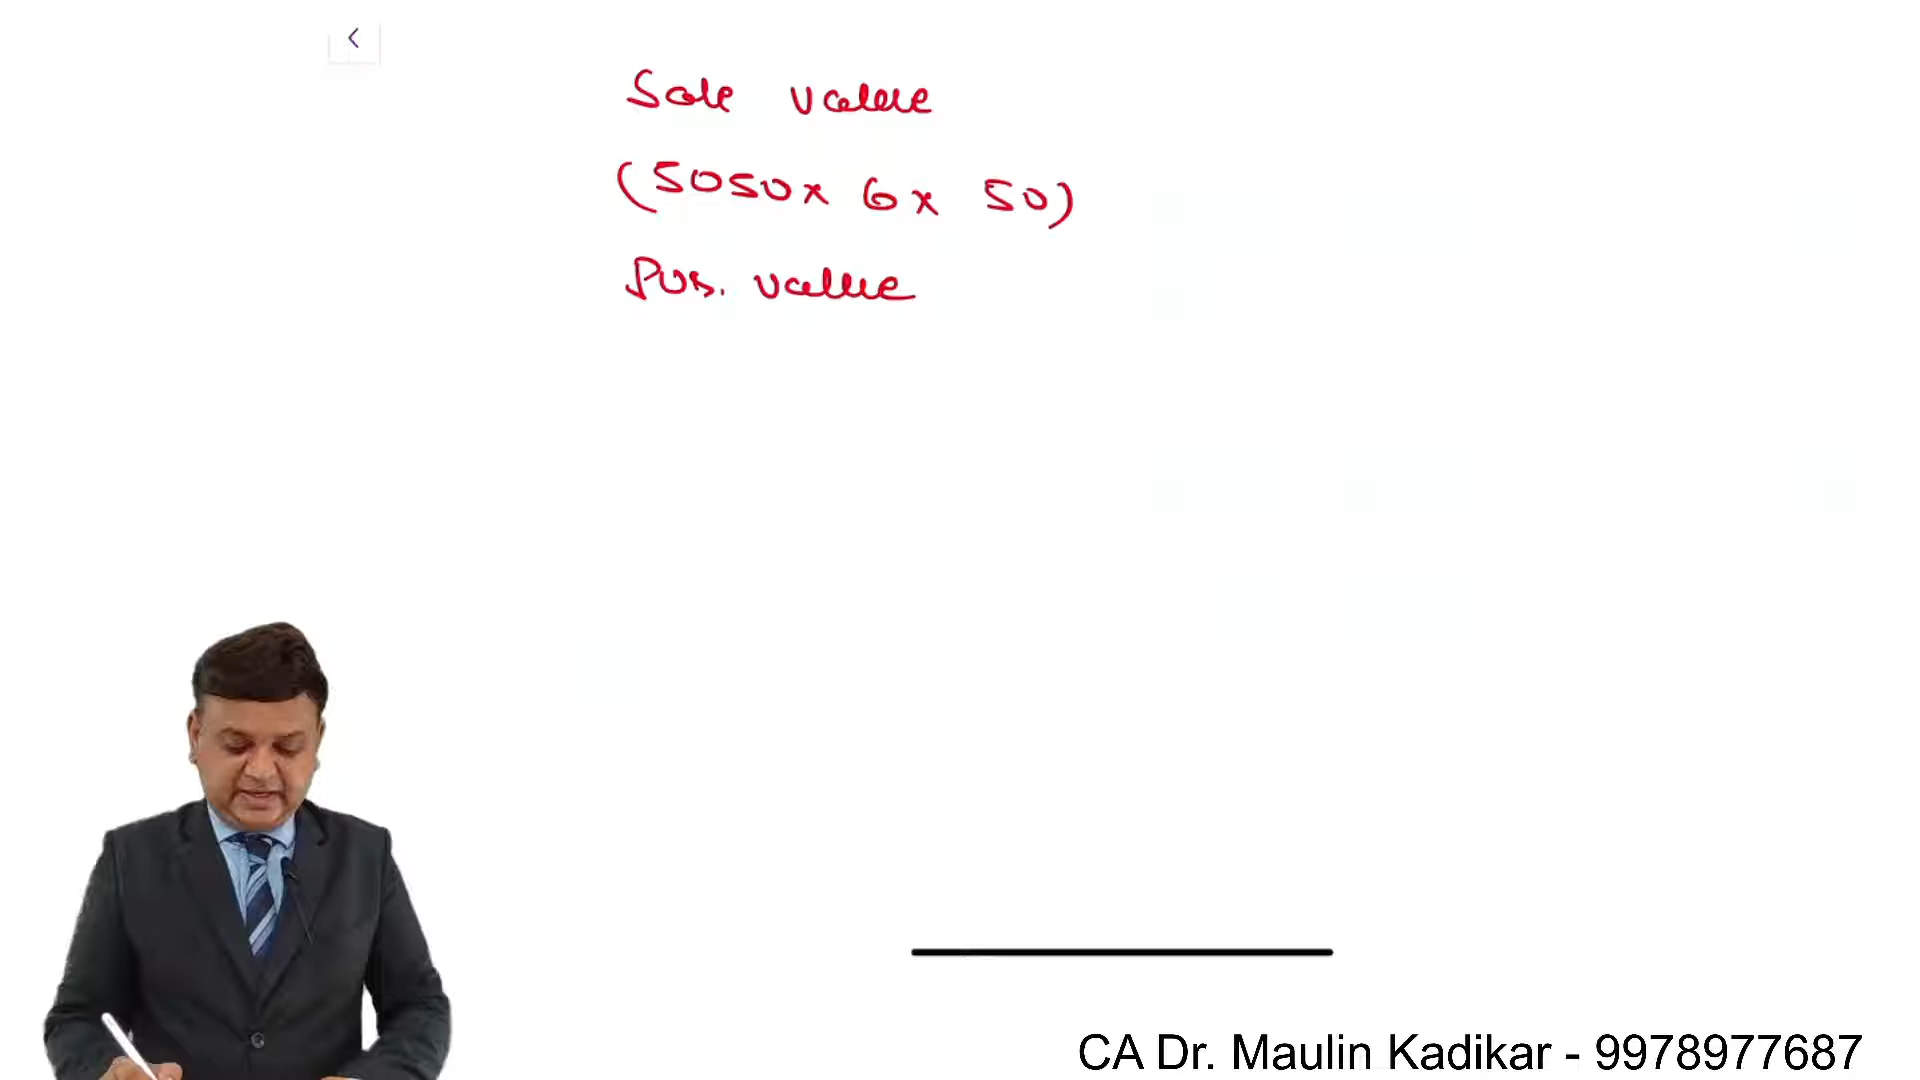 Sale value
(5050 x 6 x 50)
Pur. value
CA Dr. Maulin Kadikar - 9978977687